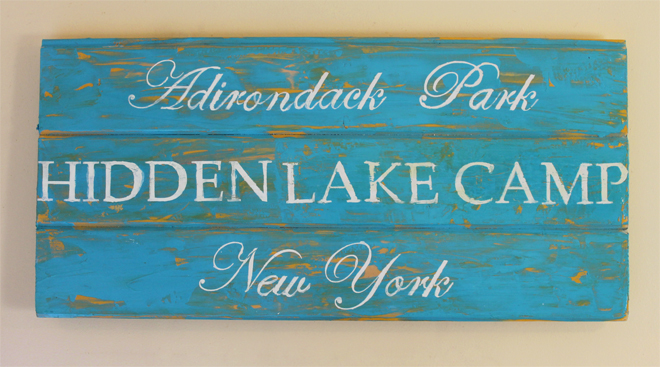 Adirondack Park
HIDDEN LAKE CAMP
New York